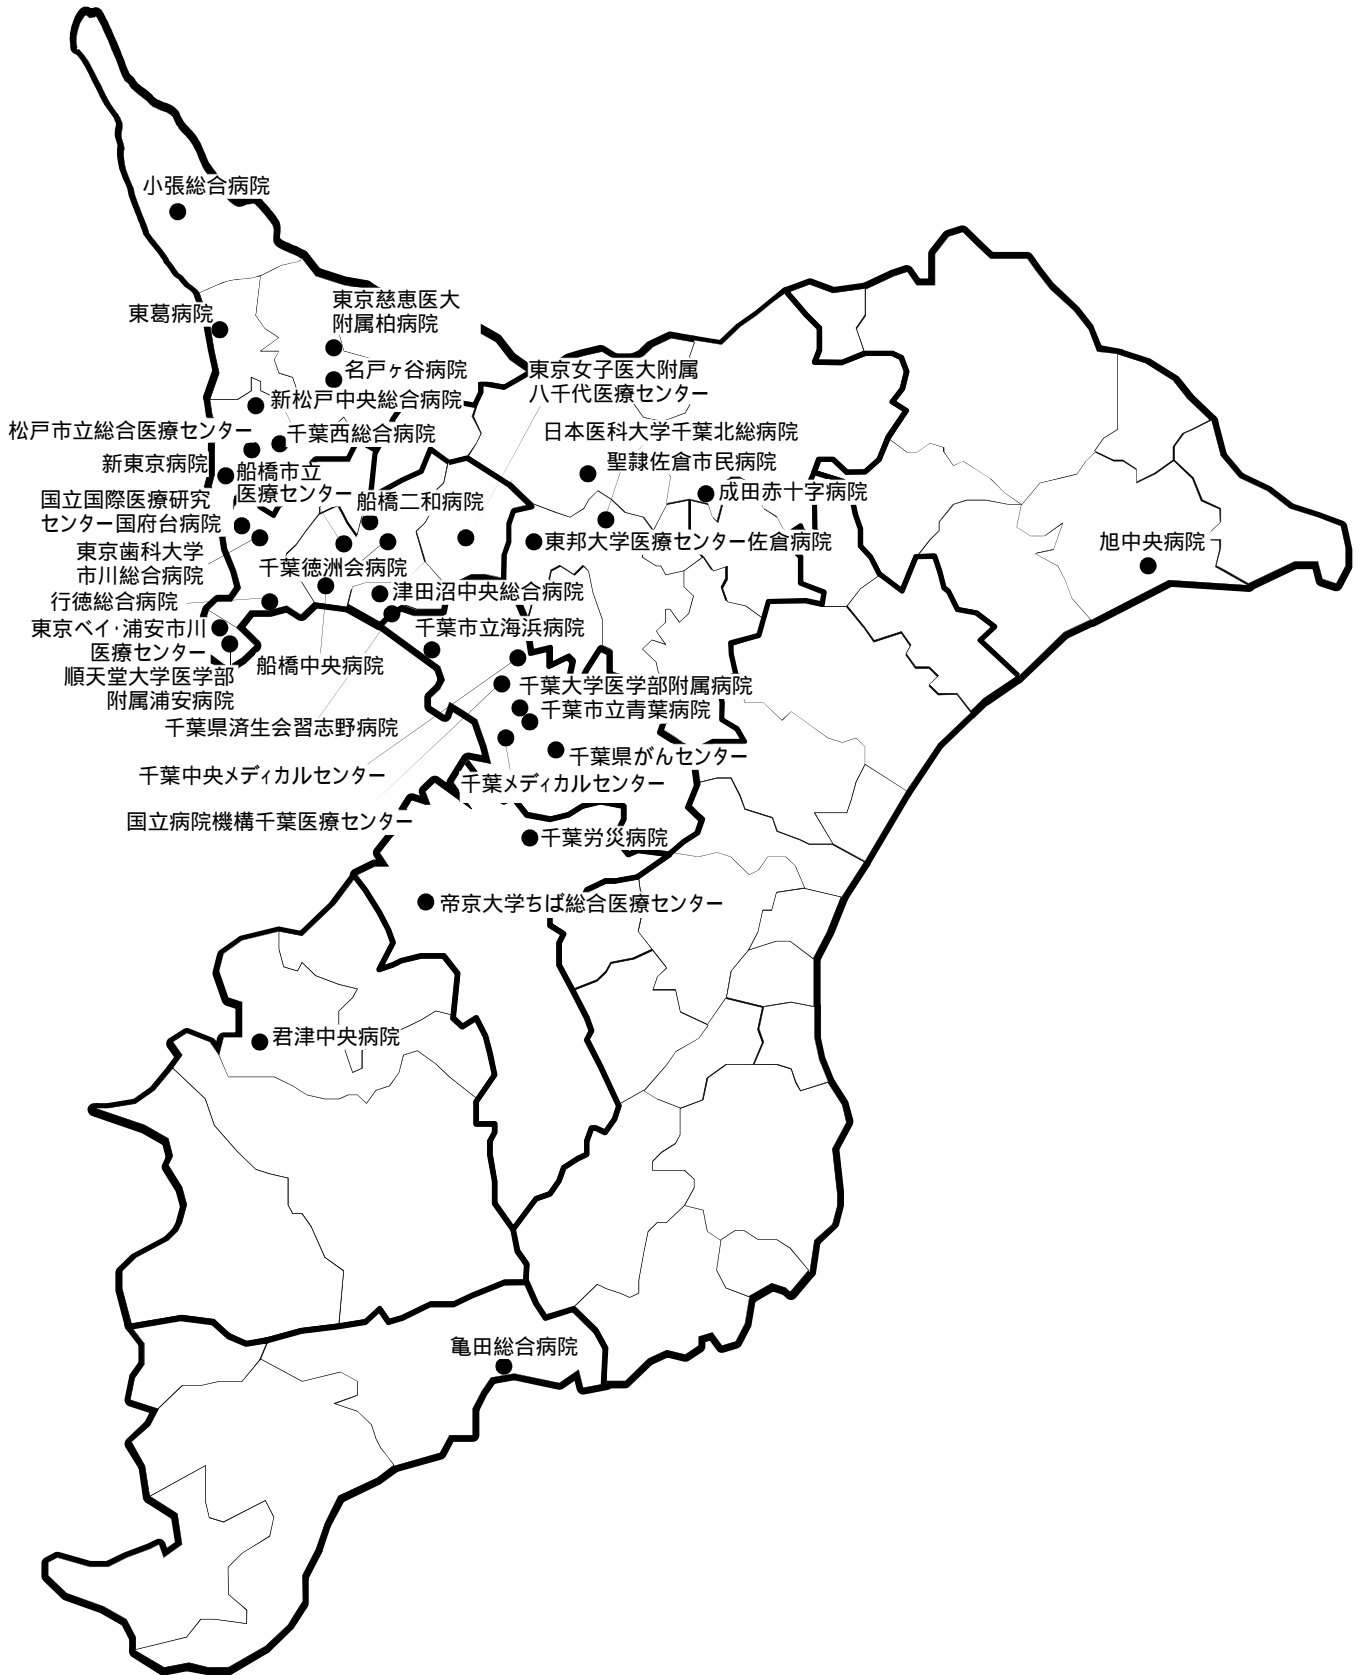 小張総合病院
東葛病院
東京慈恵医大
附属柏病院
名戸ヶ谷病院
新松戸中央総合病院
松戸市立総合医療センター
千葉西総合病院
新東京病院
船橋市立
医療センター
国立国際医療研究
センター国府台病院
船橋二和病院
東京女子医大附属
八千代医療センター
日本医科大学千葉北総病院
聖隷佐倉市民病院
成田赤十字病院
東邦大学医療センター佐倉病院
旭中央病院
東京歯科大学
市川総合病院
千葉徳洲会病院
行徳総合病院
津田沼中央総合病院
東京ベイ・浦安市川
医療センター
千葉市立海浜病院
船橋中央病院
順天堂大学医学部
附属浦安病院
千葉県済生会習志野病院
千葉大学医学部附属病院
千葉市立青葉病院
千葉県がんセンター
千葉中央メディカルセンター
千葉メディカルセンター
国立病院機構千葉医療センター
千葉労災病院
帝京大学ちば総合医療センター
君津中央病院
亀田総合病院